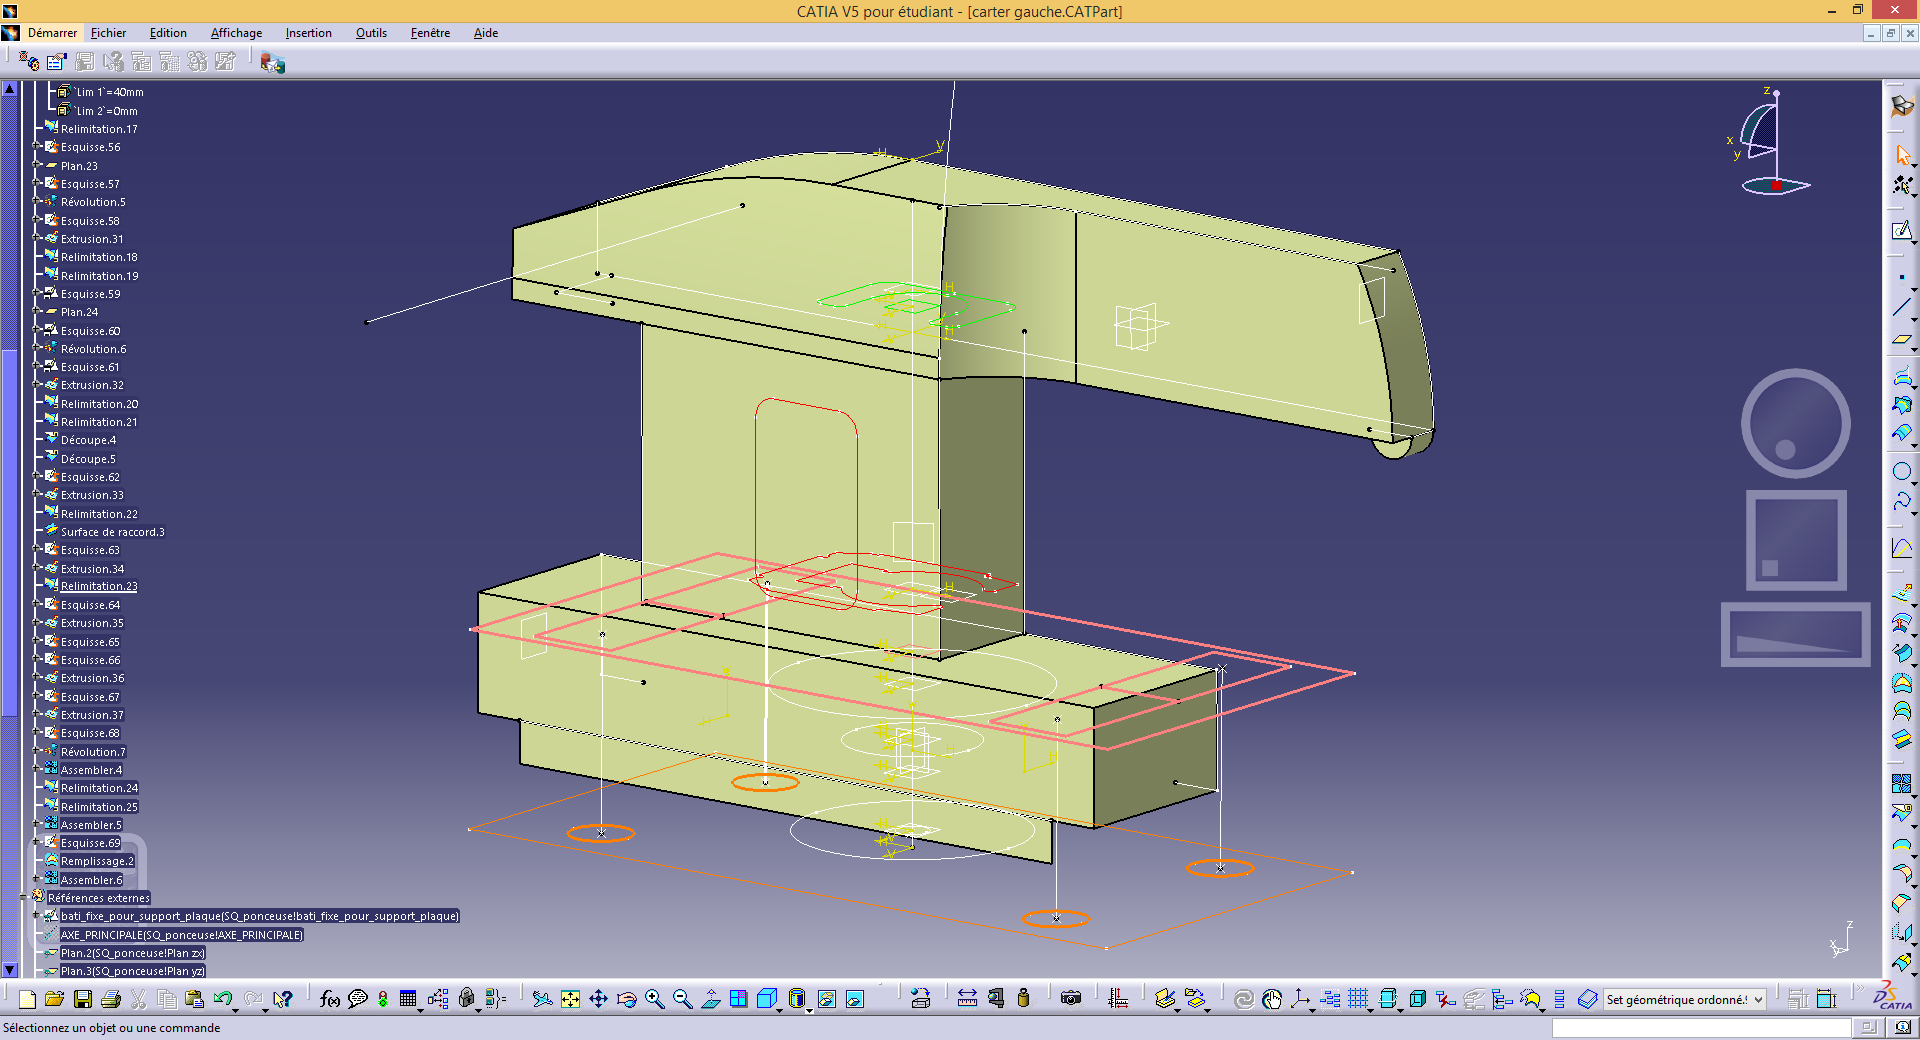 CATIA V5 pour étudiant - [carter gauche.CATPart]
Démarrer Fichier Edition Affichage Insertion Outils Fenêtre Aide
`Lim 1`=40mm
`Lim 2`=0mm
Relimitation.17
Esquisse.56
Plan.23
Esquisse.57
Révolution.5
Esquisse.58
Extrusion.31
Relimitation.18
Relimitation.19
Esquisse.59
Plan.24
Esquisse.60
Révolution.6
Esquisse.61
Extrusion.32
Relimitation.20
Relimitation.21
Découpe.4
Découpe.5
Esquisse.62
Extrusion.33
Relimitation.22
Surface de raccord.3
Esquisse.63
Extrusion.34
Relimitation.23
Esquisse.64
Extrusion.35
Esquisse.65
Esquisse.66
Extrusion.36
Esquisse.67
Extrusion.37
Esquisse.68
Révolution.7
Assembler.4
Relimitation.24
Relimitation.25
Assembler.5
Esquisse.69
Remplissage.2
Assembler.6
Références externes
bati_fixe_pour_support_plaque(SQ_ponceuse!bati_fixe_pour_support_plaque)
AXE_PRINCIPALE(SQ_ponceuse!AXE_PRINCIPALE)
Plan.2(SQ_ponceuse!Plan zx)
Plan.3(SQ_ponceuse!Plan yz)
z
x
y
H
y
H
H
H
z
x
y
f(x)
Set géométrique ordonné.!
CATIA
Sélectionnez un objet ou une commande